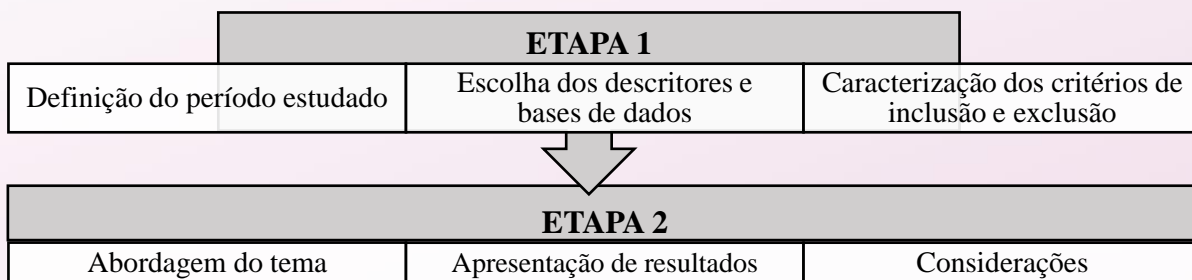 ETAPA 1
Definição do período estudado
Escolha dos descritores e
bases de dados
Caracterização dos critérios de
inclusão e exclusão
ETAPA 2
Abordagem do tema
Apresentação de resultados
Considerações